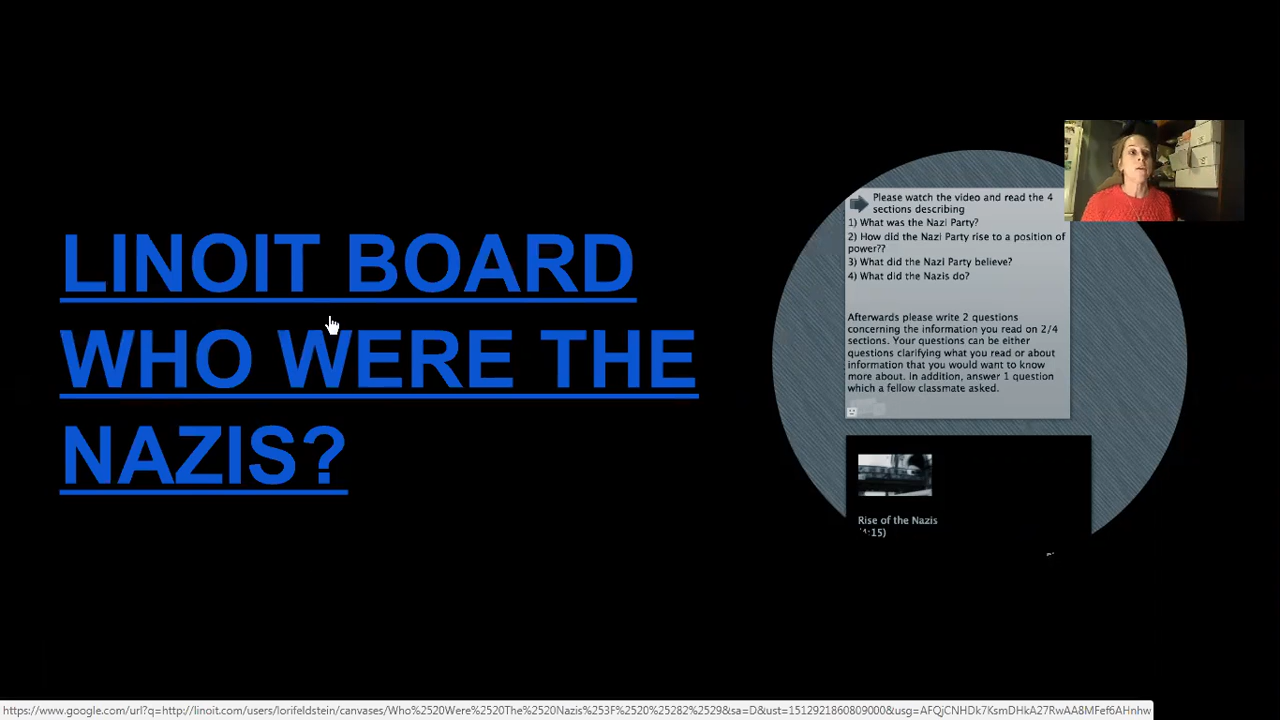 LINOIT BOARD
WHO WERE THE
NAZIS?
Please watch the video and read the 4
sections describing
1) What was the Nazi Party?
2) How did the Nazi Party rise to a position of
power??
3) What did the Nazi Party believe?
4) What did the Nazis do?
Afterwards please write 2 questions
concerning the information you read on 2/4
sections. Your questions can be either
questions clarifying what you read or about
information that you would want to know
more about. In addition, answer 1 question
which a fellow classmate asked.
Rise of the Nazis
(4:15)
https://www.google.com/url?q=http://linoit.com/users/lorifeldstein/canvases/Who%2520Were%2520The%2520Nazis%253F%2520%25282%2529&sa=D&ust=1512921860809000&usg=AFQjCNHDk7KsmDHkA27RwAA8MFef6AHnhw